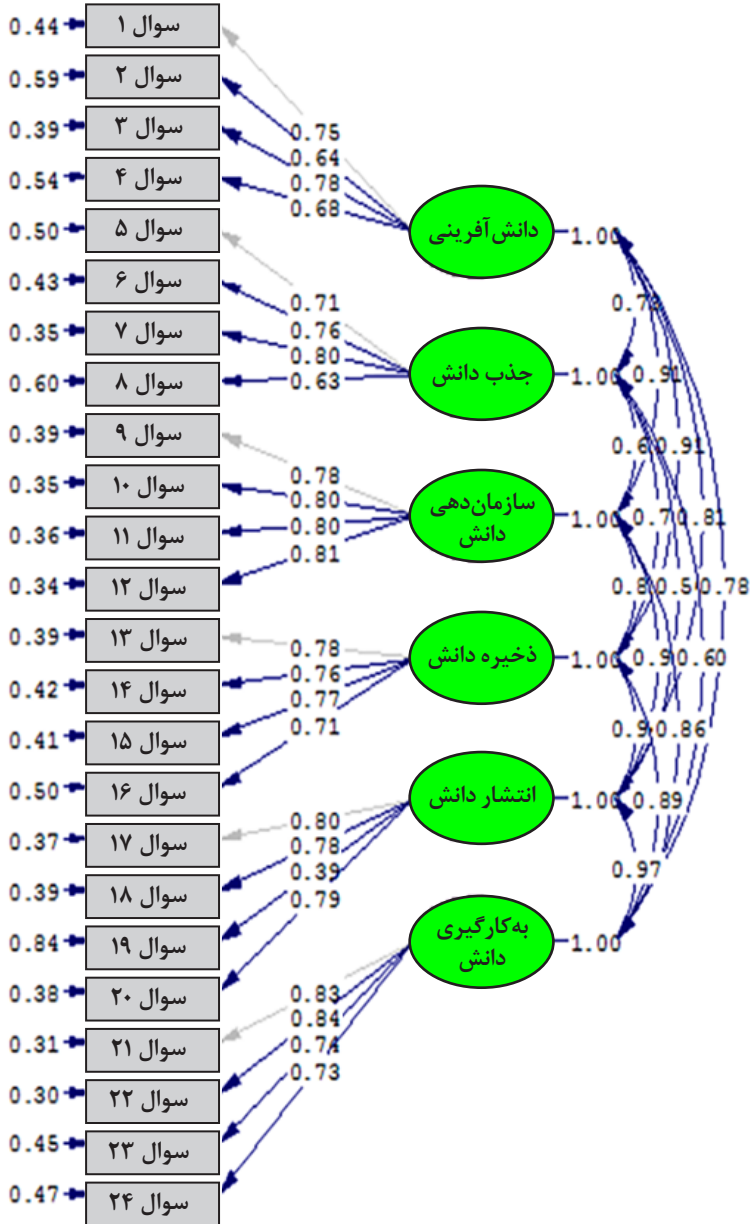 0.44 سوال ۱
0.59 سوال ۲
0.39 سوال ۳
0.54 سوال ۴
0.50 سوال ۵
0.43 سوال ۶
0.35 سوال ۷
0.60 سوال ۸
0.39 سوال ۹
0.35 سوال ۱۰
0.36 سوال ۱۱
0.34 سوال ۱۲
0.39 سوال ۱۳
0.42 سوال ۱۴
0.41 سوال ۱۵
0.50 سوال ۱۶
0.37 سوال ۱۷
0.39 سوال ۱۸
0.84 سوال ۱۹
0.38 سوال ۲۰
0.31 سوال ۲۱
0.30 سوال ۲۲
0.45 سوال ۲۳
0.47 سوال ۲۴
0.75
0.64
0.78
0.68
0.71
0.76
0.80
0.63
0.78
0.80
0.80
0.81
0.78
0.76
0.77
0.71
0.80
0.78
0.39
0.79
0.83
0.84
0.74
0.73
دانش‌آفرینی
1.00
جذب دانش
1.00
سازمان‌دهی
دانش
1.00
ذخیره دانش
1.00
انتشار دانش
1.00
به‌کارگیری
دانش
1.00
0.91
0.91
0.81
0.78
0.60
0.86
0.89
0.97